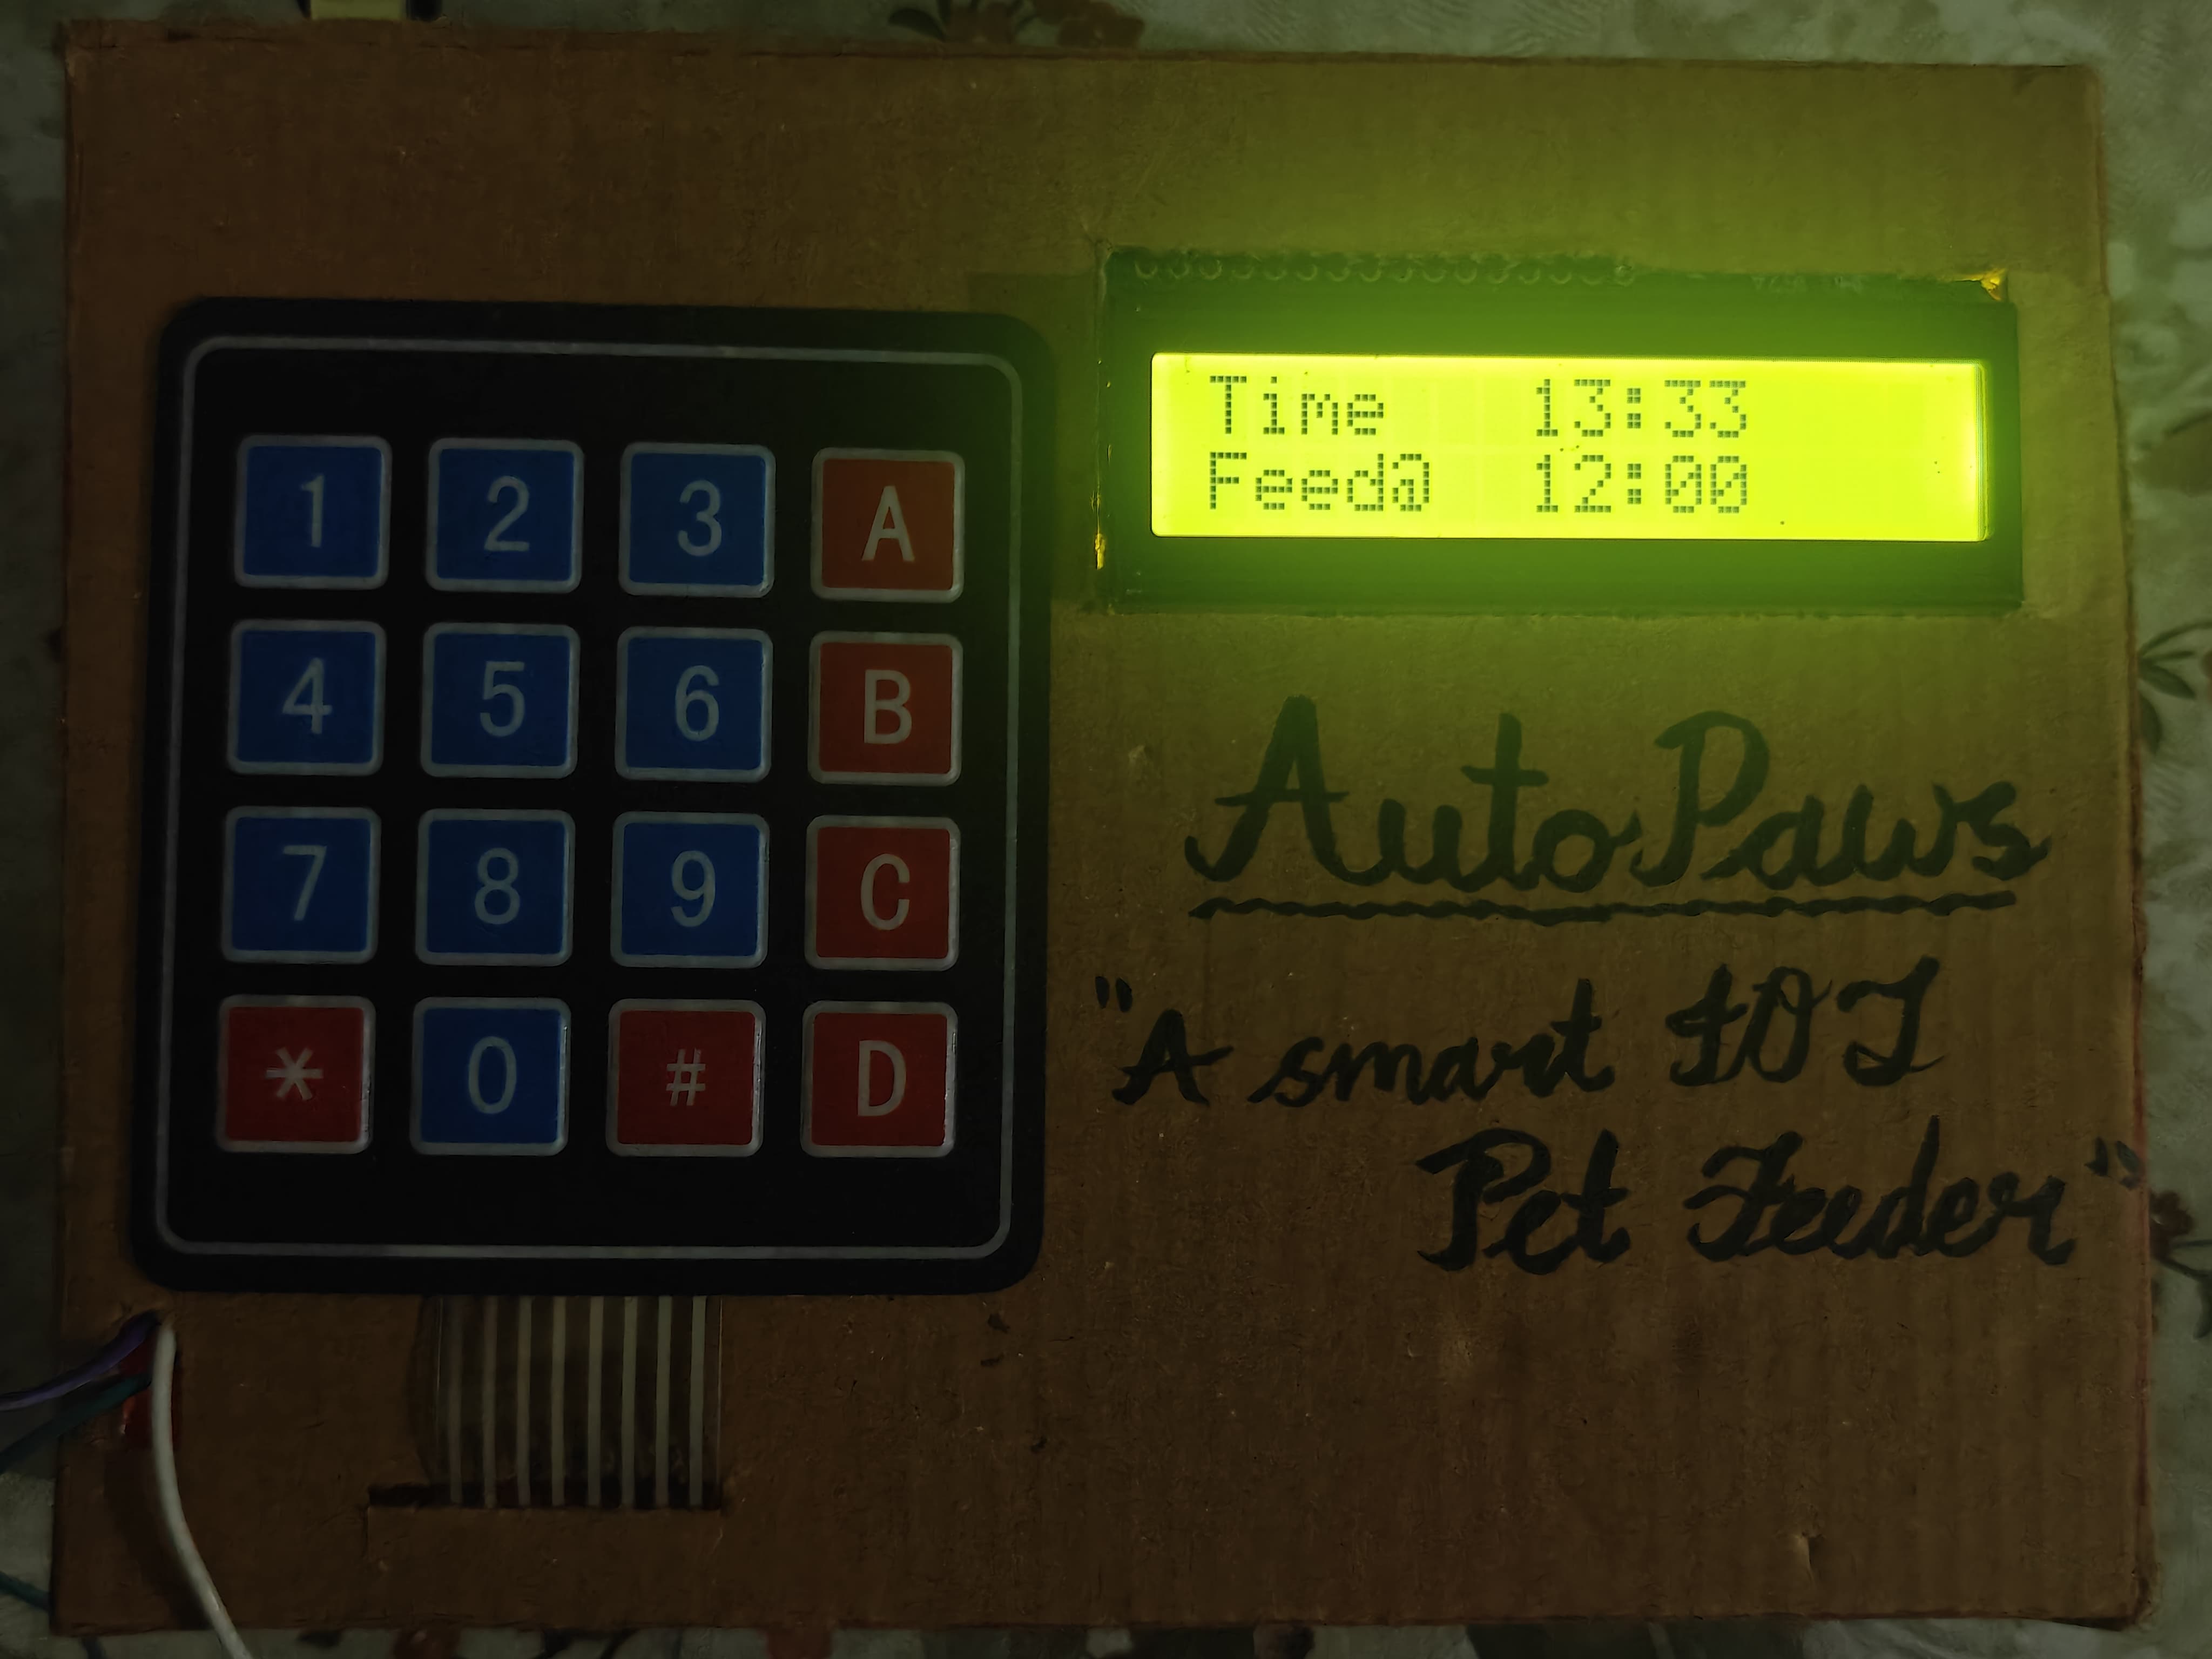 1 2 3 A
4 5 6 B
7 8 9 C
* 0 # D
Time 13:33
Feed@ 12:00
AutoPaws
"A smart IOT
Pet Feeder"